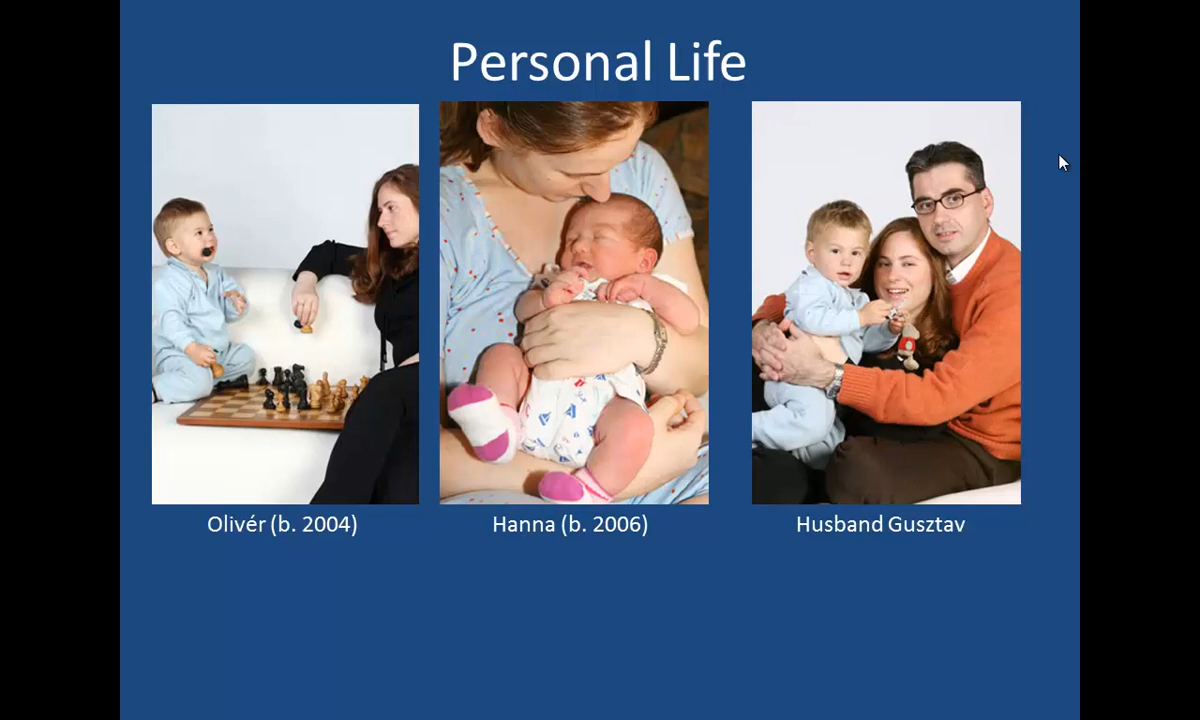 Personal Life
Olivér (b. 2004)
Hanna (b. 2006)
Husband Gusztav